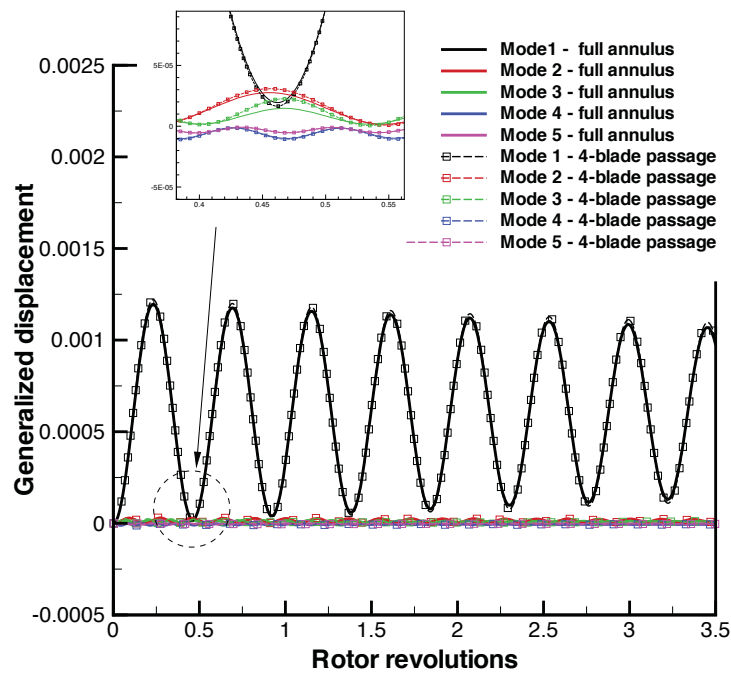 5E-05
0
-5E-05
0.4
0.45
0.5
0.55
Mode1 - full annulus
Mode 2 - full annulus
Mode 3 - full annulus
Mode 4 - full annulus
Mode 5 - full annulus
Mode 1 - 4-blade passage
Mode 2 - 4-blade passage
Mode 3 - 4-blade passage
Mode 4 - 4-blade passage
Mode 5 - 4-blade passage
Generalized displacement
0.0025
0.002
0.0015
0.001
0.0005
0
-0.0005
0 0.5 1 1.5 2 2.5 3 3.5
Rotor revolutions